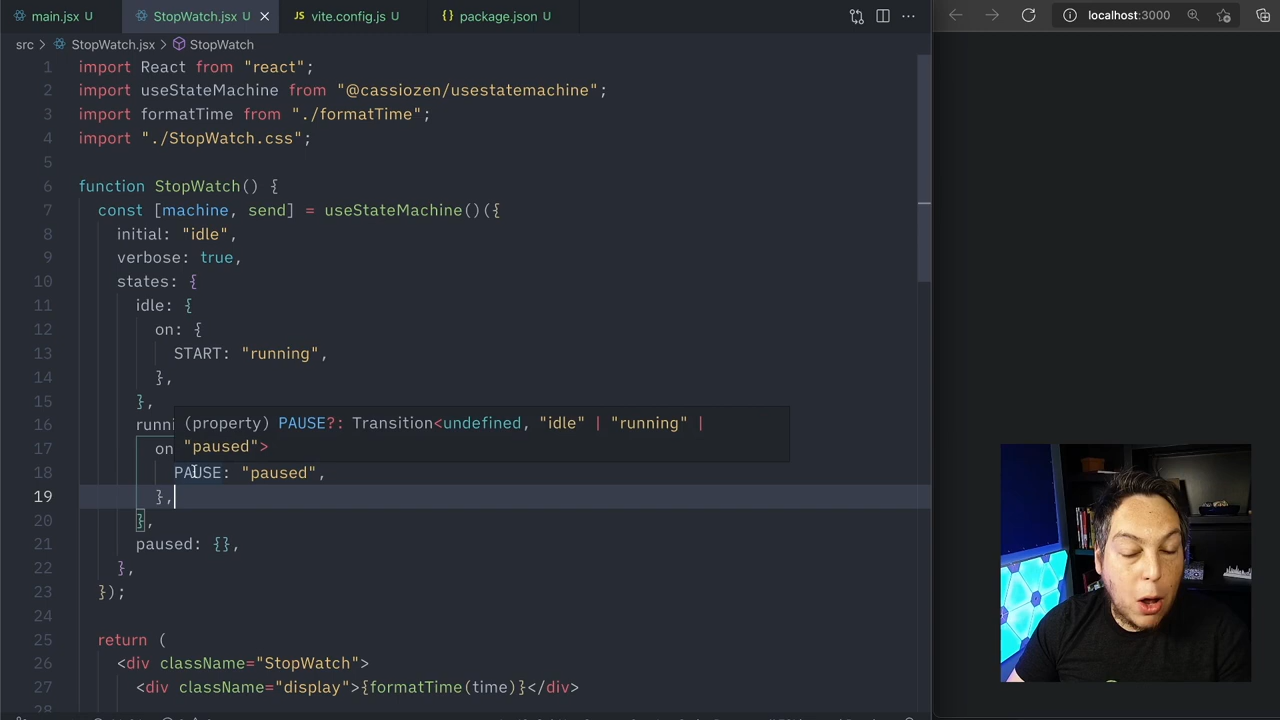 main.jsx U
StopWatch.jsx U
vite.config.js U
package.json U
localhost:3000
src > StopWatch.jsx > StopWatch
1 import React from "react";
2 import useStateMachine from "@cassiozen/usestatemachine";
3 import formatTime from "./formatTime";
4 import "./StopWatch.css";
5
6 function StopWatch() {
7 const [machine, send] = useStateMachine()({
8 initial: "idle",
9 verbose: true,
10 states: {
11 idle: {
12 on: {
13 START: "running",
14 },
15 },
16 runni
(property) PAUSE?: Transition<undefined, "idle" | "running" |
"paused">
17 on
18 PAUSE: "paused",
19 },
20 },
21 paused: {},
22 },
23 });
24
25 return (
26 <div className="StopWatch">
27 <div className="display">{formatTime(time)}</div>